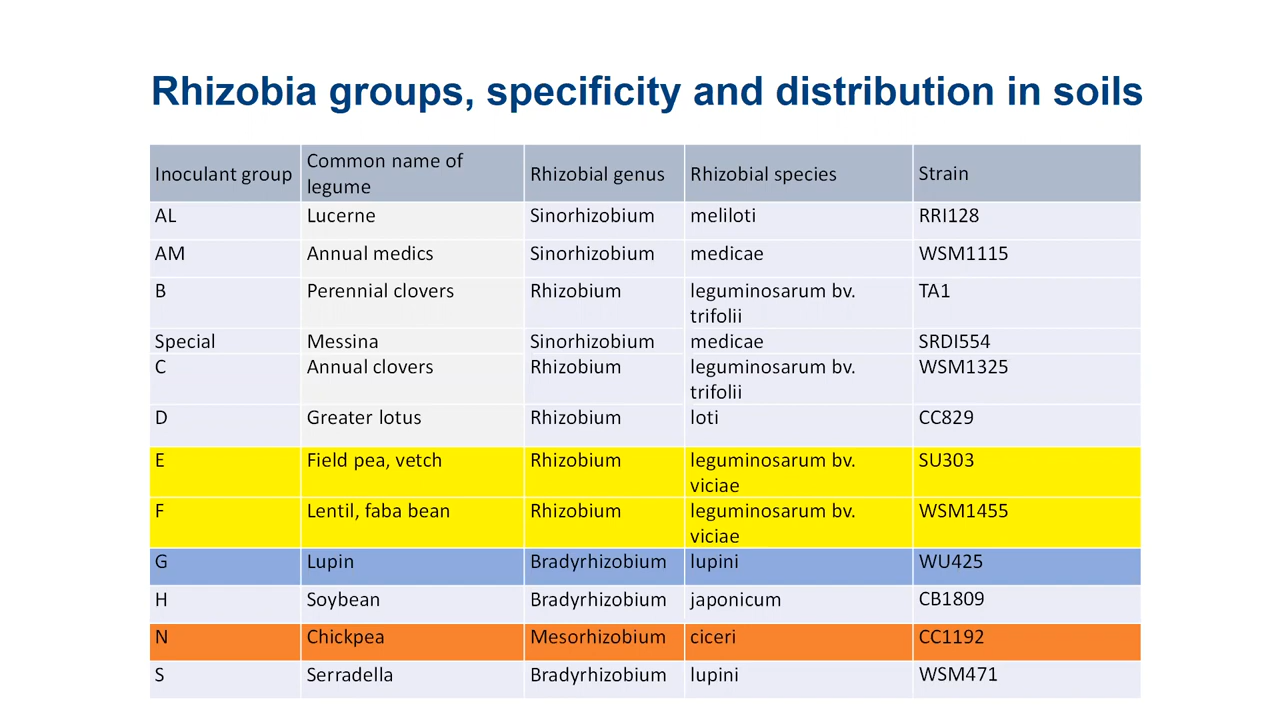 Rhizobia groups, specificity and distribution in soils
Inoculant group Common name of legume Rhizobial genus Rhizobial species Strain
AL Lucerne Sinorhizobium meliloti RRI128
AM Annual medics Sinorhizobium medicae WSM1115
B Perennial clovers Rhizobium leguminosarum bv. trifolii TA1
Special Messina Sinorhizobium medicae SRDI554
C Annual clovers Rhizobium leguminosarum bv. trifolii WSM1325
D Greater lotus Rhizobium loti CC829
E Field pea, vetch Rhizobium leguminosarum bv. viciae SU303
F Lentil, faba bean Rhizobium leguminosarum bv. viciae WSM1455
G Lupin Bradyrhizobium lupini WU425
H Soybean Bradyrhizobium japonicum CB1809
N Chickpea Mesorhizobium ciceri CC1192
S Serradella Bradyrhizobium lupini WSM471